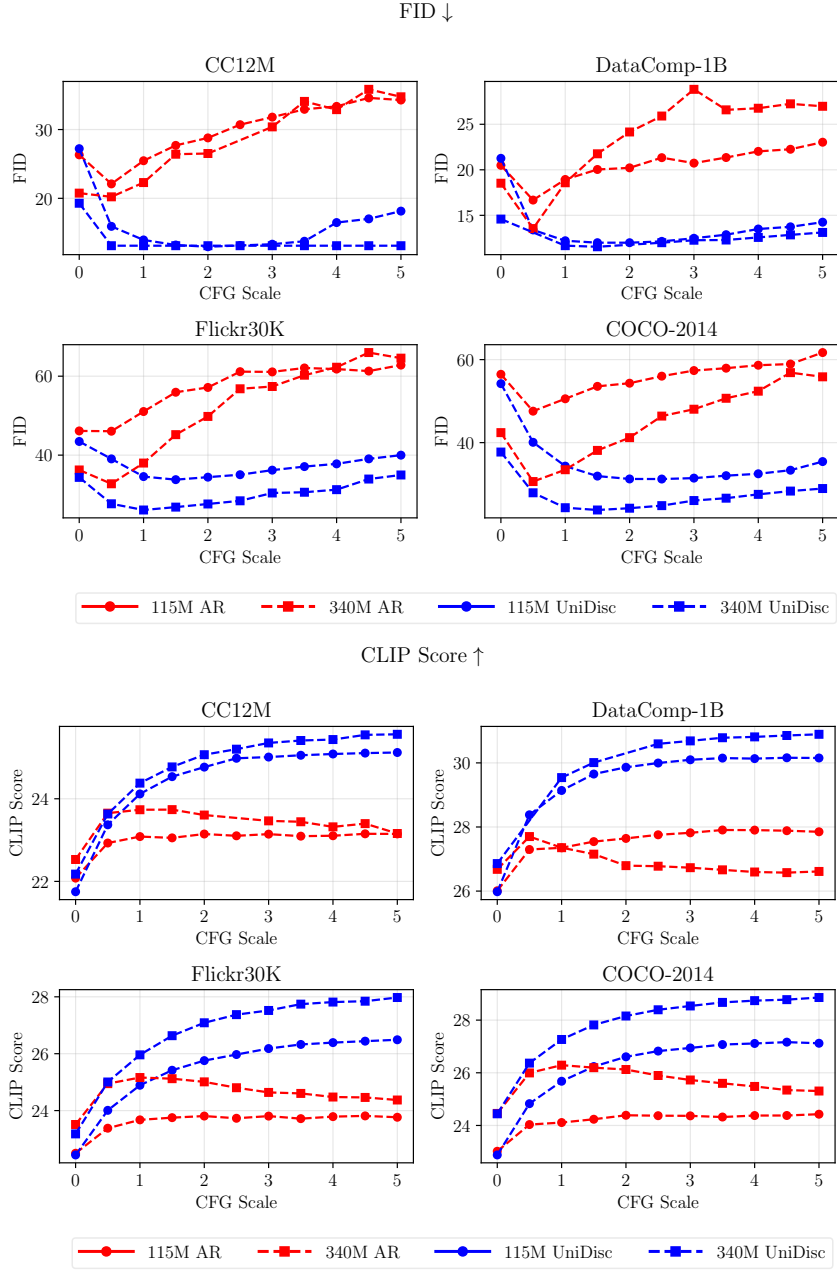 FID ↓
CC12M
DataComp-1B
30
20
FID
0 1 2 3 4 5
CFG Scale
25
20
15
FID
0 1 2 3 4 5
CFG Scale
Flickr30K
COCO-2014
60
40
FID
0 1 2 3 4 5
CFG Scale
60
40
FID
0 1 2 3 4 5
CFG Scale
115M AR 340M AR 115M UniDisc 340M UniDisc
CLIP Score ↑
CC12M
DataComp-1B
24
22
CLIP Score
0 1 2 3 4 5
CFG Scale
30
28
26
CLIP Score
0 1 2 3 4 5
CFG Scale
Flickr30K
COCO-2014
28
26
24
CLIP Score
0 1 2 3 4 5
CFG Scale
28
26
24
CLIP Score
0 1 2 3 4 5
CFG Scale
115M AR 340M AR 115M UniDisc 340M UniDisc